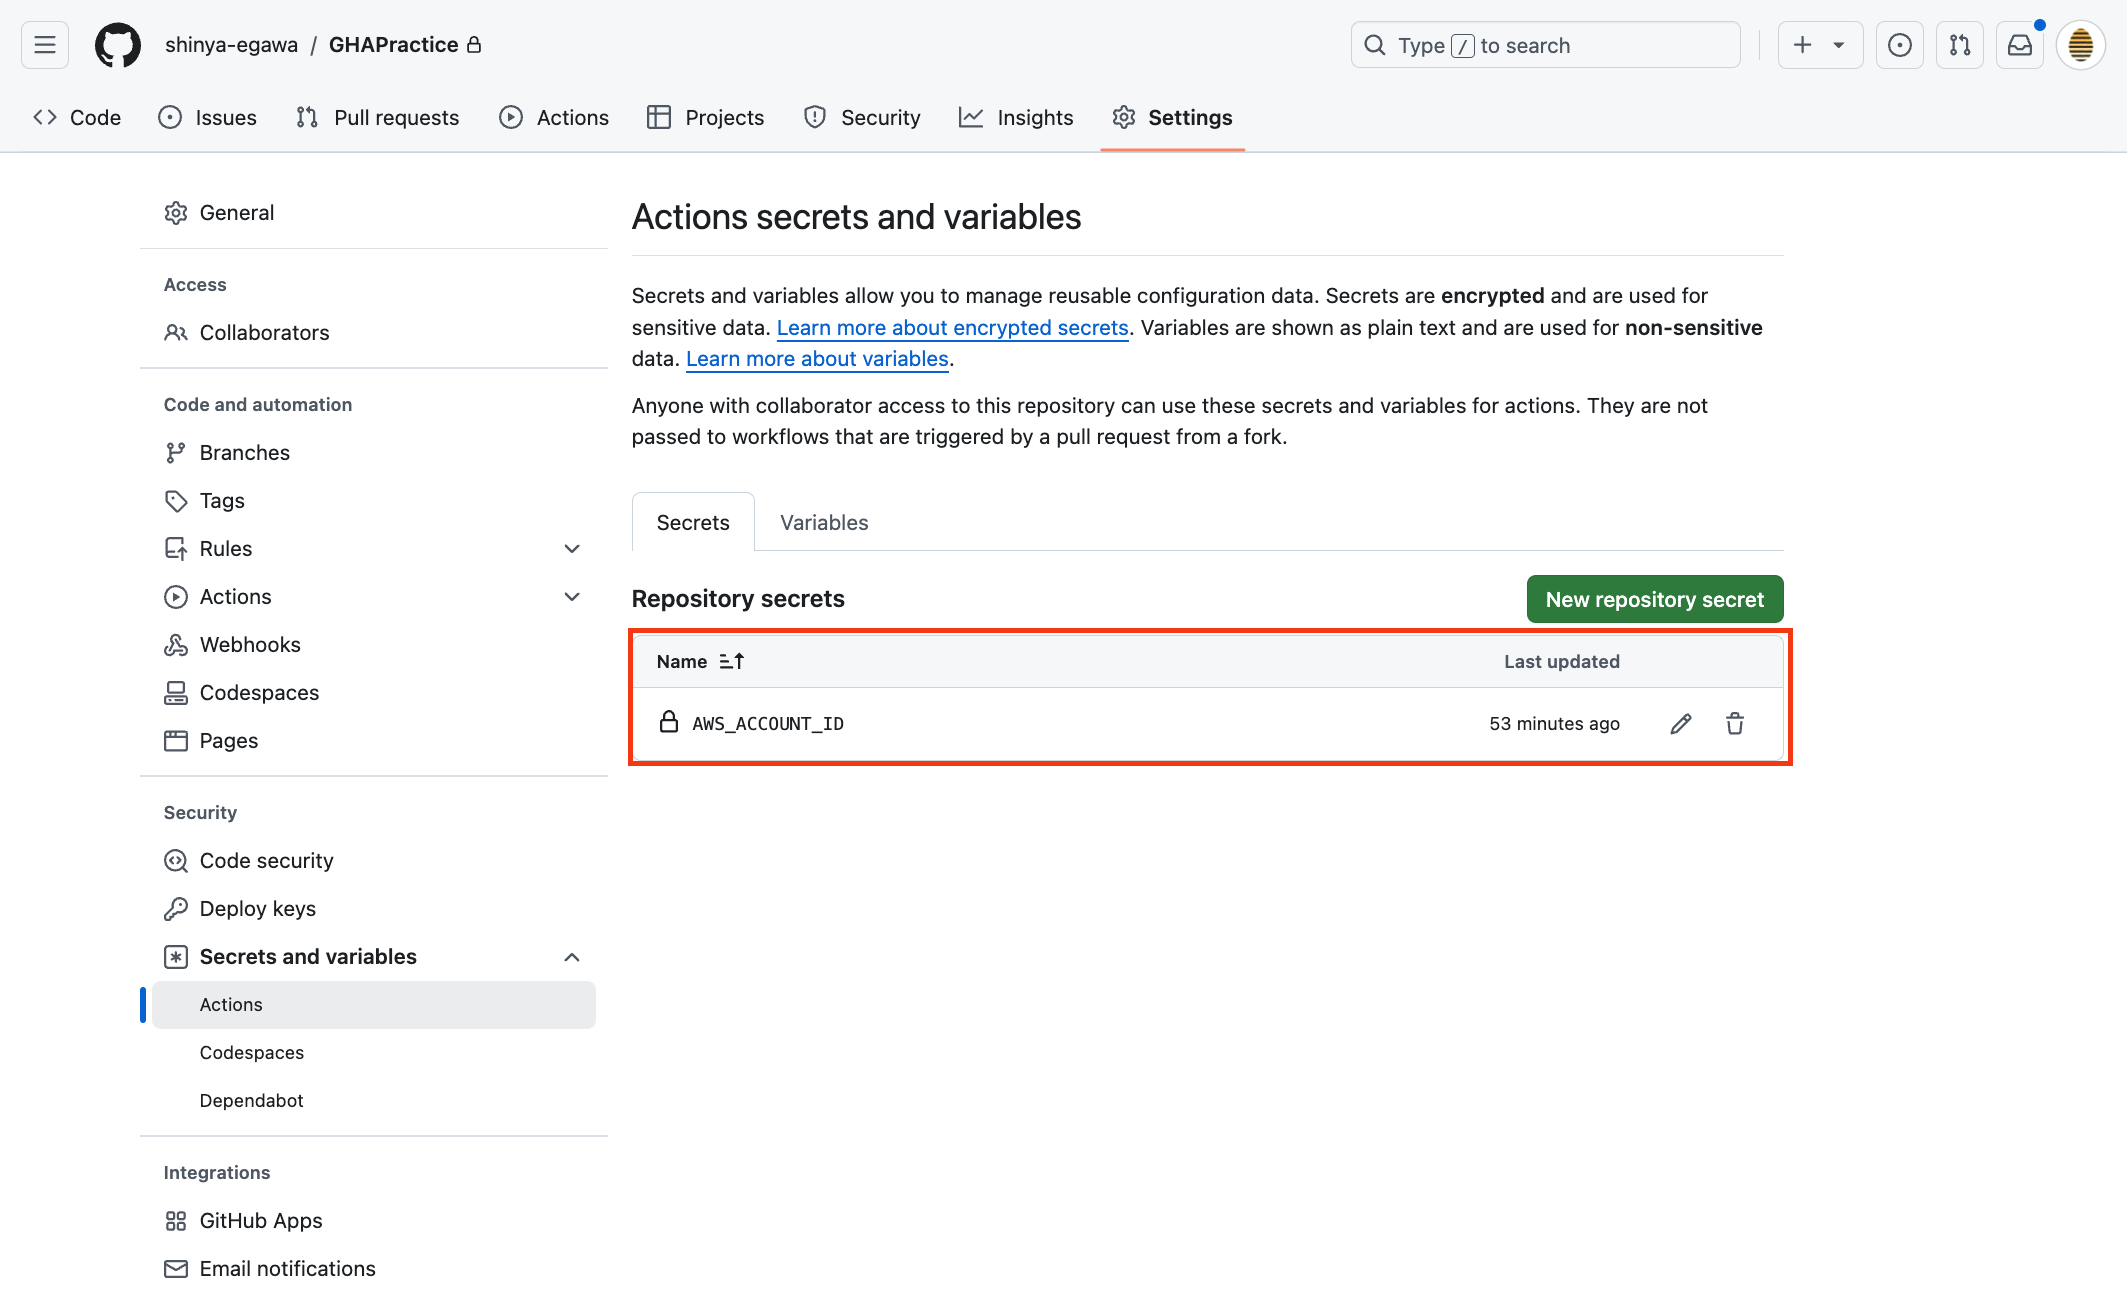 shinya-egawa / GHAPractice
Type / to search
Code
Issues
Pull requests
Actions
Projects
Security
Insights
Settings
General
Access
Collaborators
Code and automation
Branches
Tags
Rules
Actions
Webhooks
Codespaces
Pages
Security
Code security
Deploy keys
Secrets and variables
Actions
Codespaces
Dependabot
Integrations
GitHub Apps
Email notifications
Actions secrets and variables
Secrets and variables allow you to manage reusable configuration data. Secrets are encrypted and are used for
sensitive data. Learn more about encrypted secrets. Variables are shown as plain text and are used for non-sensitive
data. Learn more about variables.
Anyone with collaborator access to this repository can use these secrets and variables for actions. They are not
passed to workflows that are triggered by a pull request from a fork.
Secrets
Variables
Repository secrets
New repository secret
Name
Last updated
AWS_ACCOUNT_ID
53 minutes ago